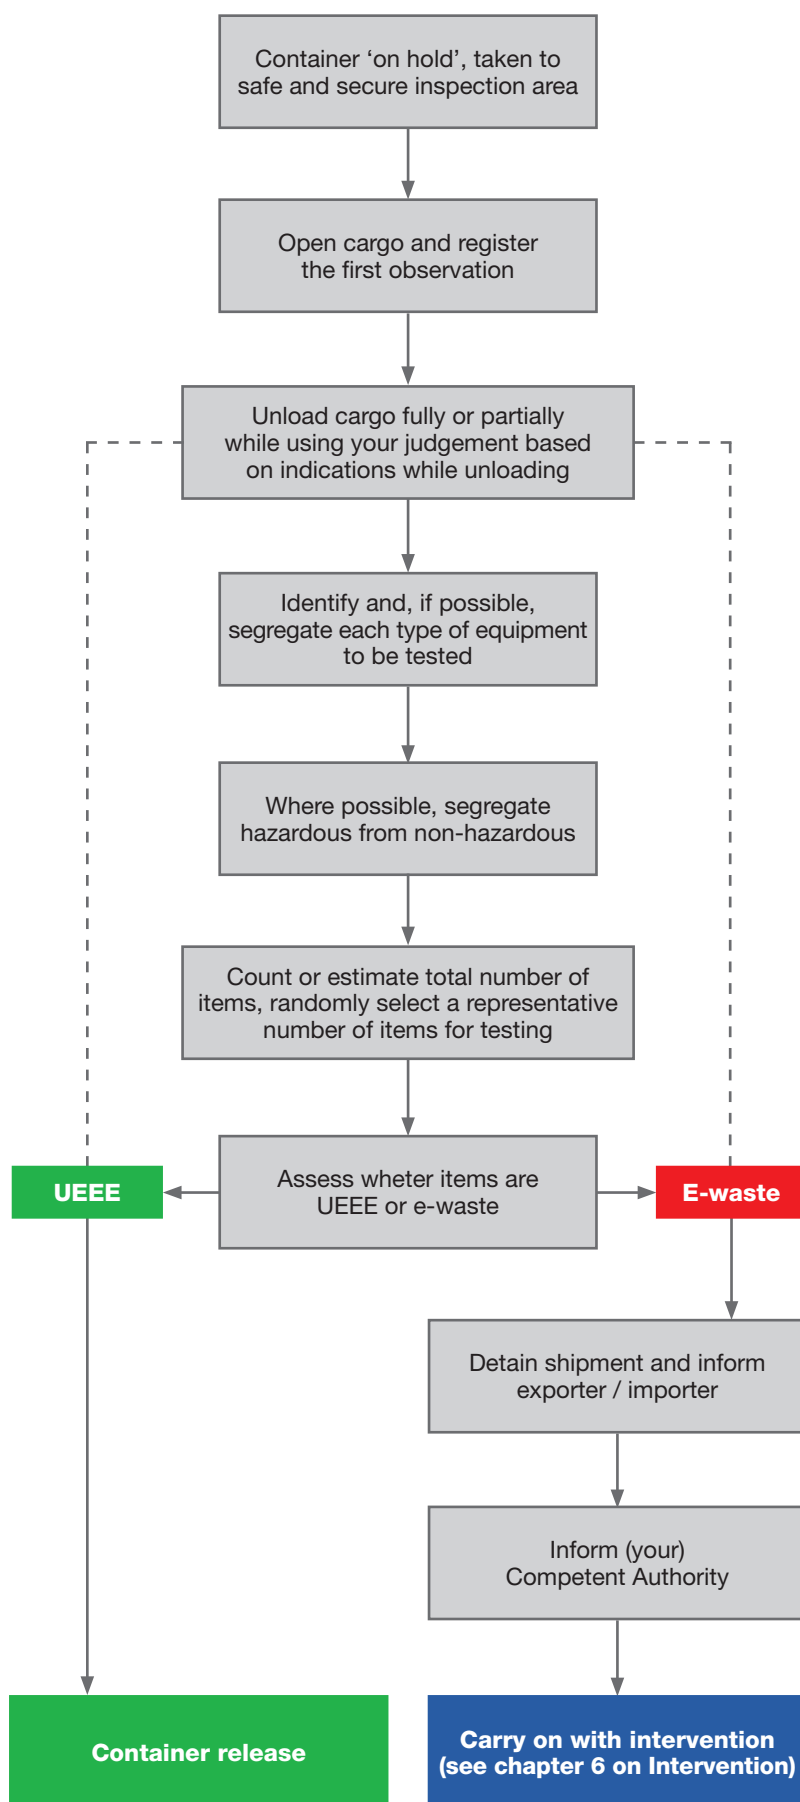 Container ‘on hold’, taken to
safe and secure inspection area
Open cargo and register
the first observation
Unload cargo fully or partially
while using your judgement based
on indications while unloading
Identify and, if possible,
segregate each type of equipment
to be tested
Where possible, segregate
hazardous from non-hazardous
Count or estimate total number of
items, randomly select a representative
number of items for testing
Assess wheter items are
UEEE or e-waste
UEEE
E-waste
Detain shipment and inform
exporter / importer
Inform (your)
Competent Authority
Container release
Carry on with intervention
(see chapter 6 on Intervention)